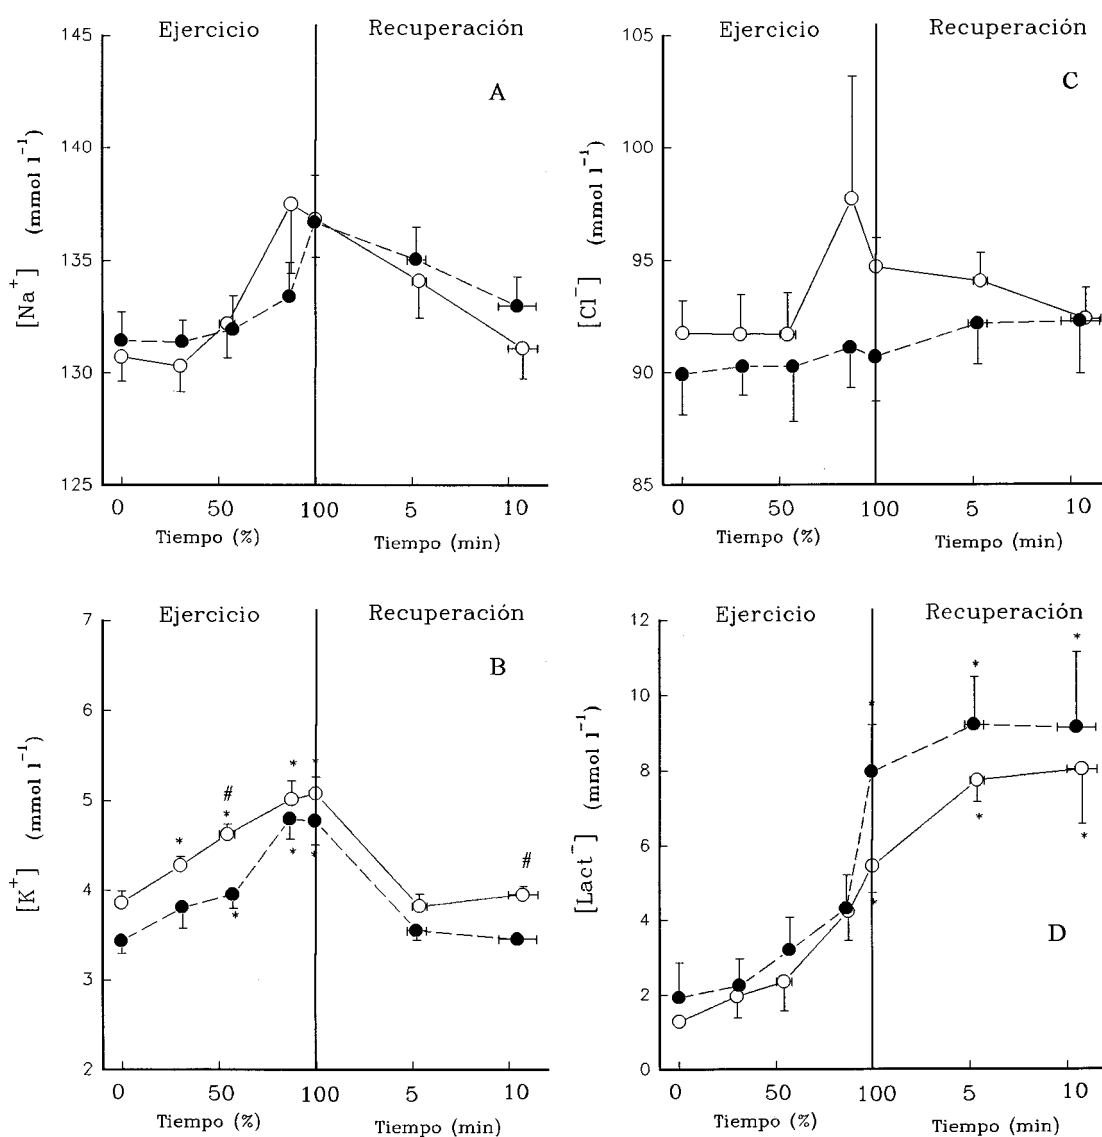 Ejercicio Recuperación
A
[Na+] (mmol l−1)
145
140
135
130
125
0 50 100 5 10
Tiempo (%) Tiempo (min)
Ejercicio Recuperación
C
[Cl−] (mmol l−1)
105
100
95
90
85
0 50 100 5 10
Tiempo (%) Tiempo (min)
Ejercicio Recuperación
B
[K+] (mmol l−1)
7
6
5
4
3
2
# * * * * # * * *
0 50 100 5 10
Tiempo (%) Tiempo (min)
Ejercicio Recuperación
D
[Lact−] (mmol l−1)
12
10
8
6
4
2
0
* * * * * *
0 50 100 5 10
Tiempo (%) Tiempo (min)